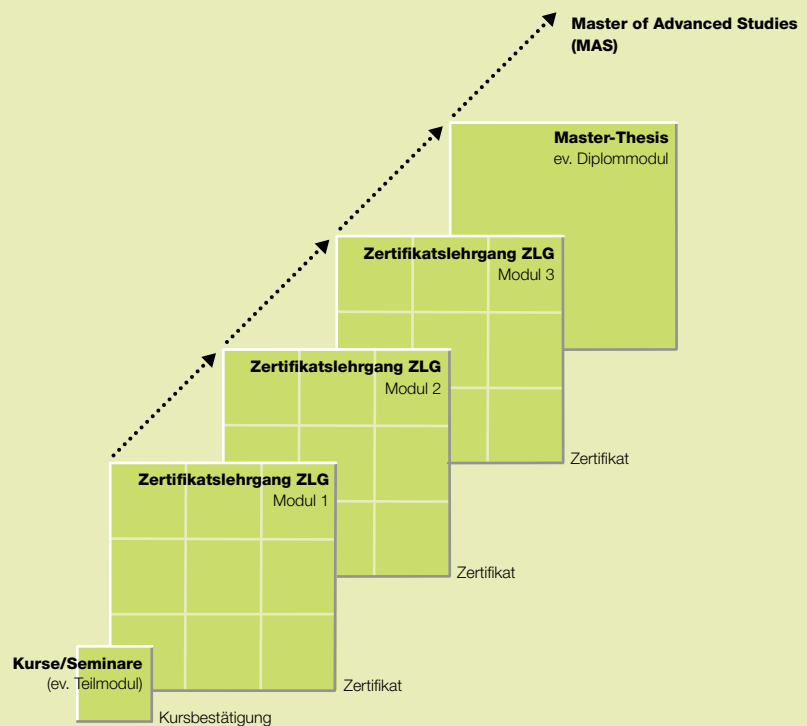 Master of Advanced Studies
(MAS)
Master-Thesis
ev. Diplommodul
Zertifikatslehrgang ZLG
Modul 3
Zertifikatslehrgang ZLG
Modul 2
Zertifikat
Zertifikatslehrgang ZLG
Modul 1
Zertifikat
Kurse/Seminare
(ev. Teilmodul)
Zertifikat
Kursbestätigung